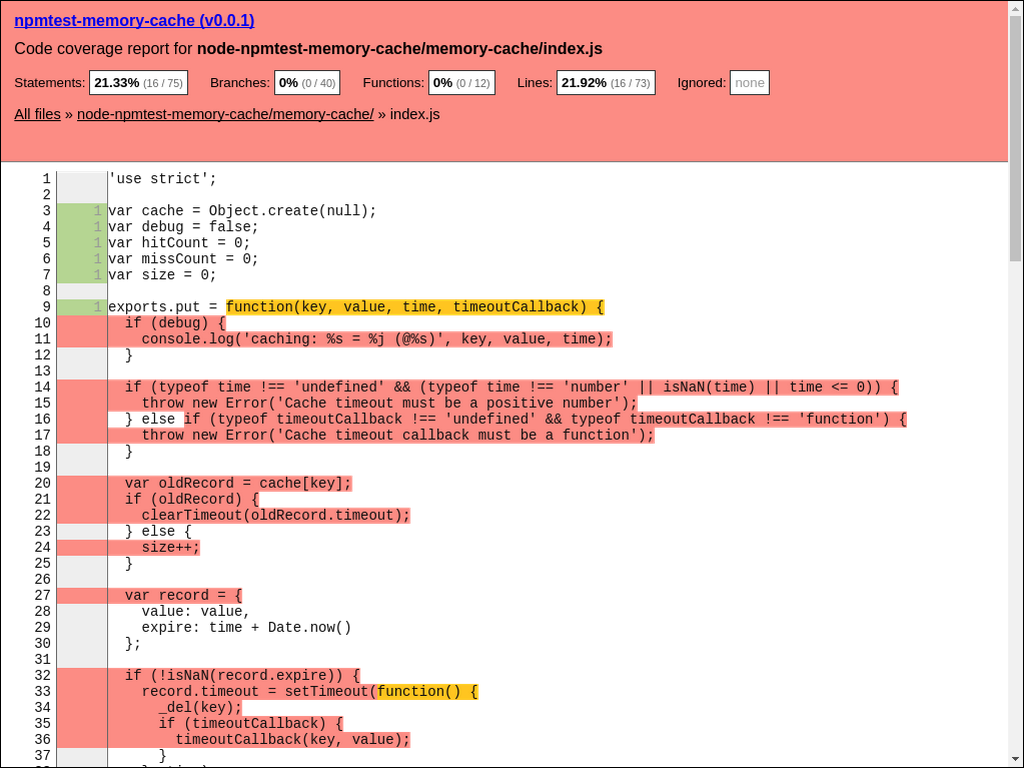 npmtest-memory-cache (v0.0.1)
Code coverage report for node-npmtest-memory-cache/memory-cache/index.js
Statements: 21.33% (16 / 75) Branches: 0% (0 / 40) Functions: 0% (0 / 12) Lines: 21.92% (16 / 73) Ignored: none
All files » node-npmtest-memory-cache/memory-cache/ » index.js
1 'use strict';
2
3 1 var cache = Object.create(null);
4 1 var debug = false;
5 1 var hitCount = 0;
6 1 var missCount = 0;
7 1 var size = 0;
8
9 1 exports.put = function(key, value, time, timeoutCallback) {
10 if (debug) {
11 console.log('caching: %s = %j (@%s)', key, value, time);
12 }
13
14 if (typeof time !== 'undefined' && (typeof time !== 'number' || isNaN(time) || time <= 0)) {
15 throw new Error('Cache timeout must be a positive number');
16 } else if (typeof timeoutCallback !== 'undefined' && typeof timeoutCallback !== 'function') {
17 throw new Error('Cache timeout callback must be a function');
18 }
19
20 var oldRecord = cache[key];
21 if (oldRecord) {
22 clearTimeout(oldRecord.timeout);
23 } else {
24 size++;
25 }
26
27 var record = {
28 value: value,
29 expire: time + Date.now()
30 };
31
32 if (!isNaN(record.expire)) {
33 record.timeout = setTimeout(function() {
34 _del(key);
35 if (timeoutCallback) {
36 timeoutCallback(key, value);
37 }